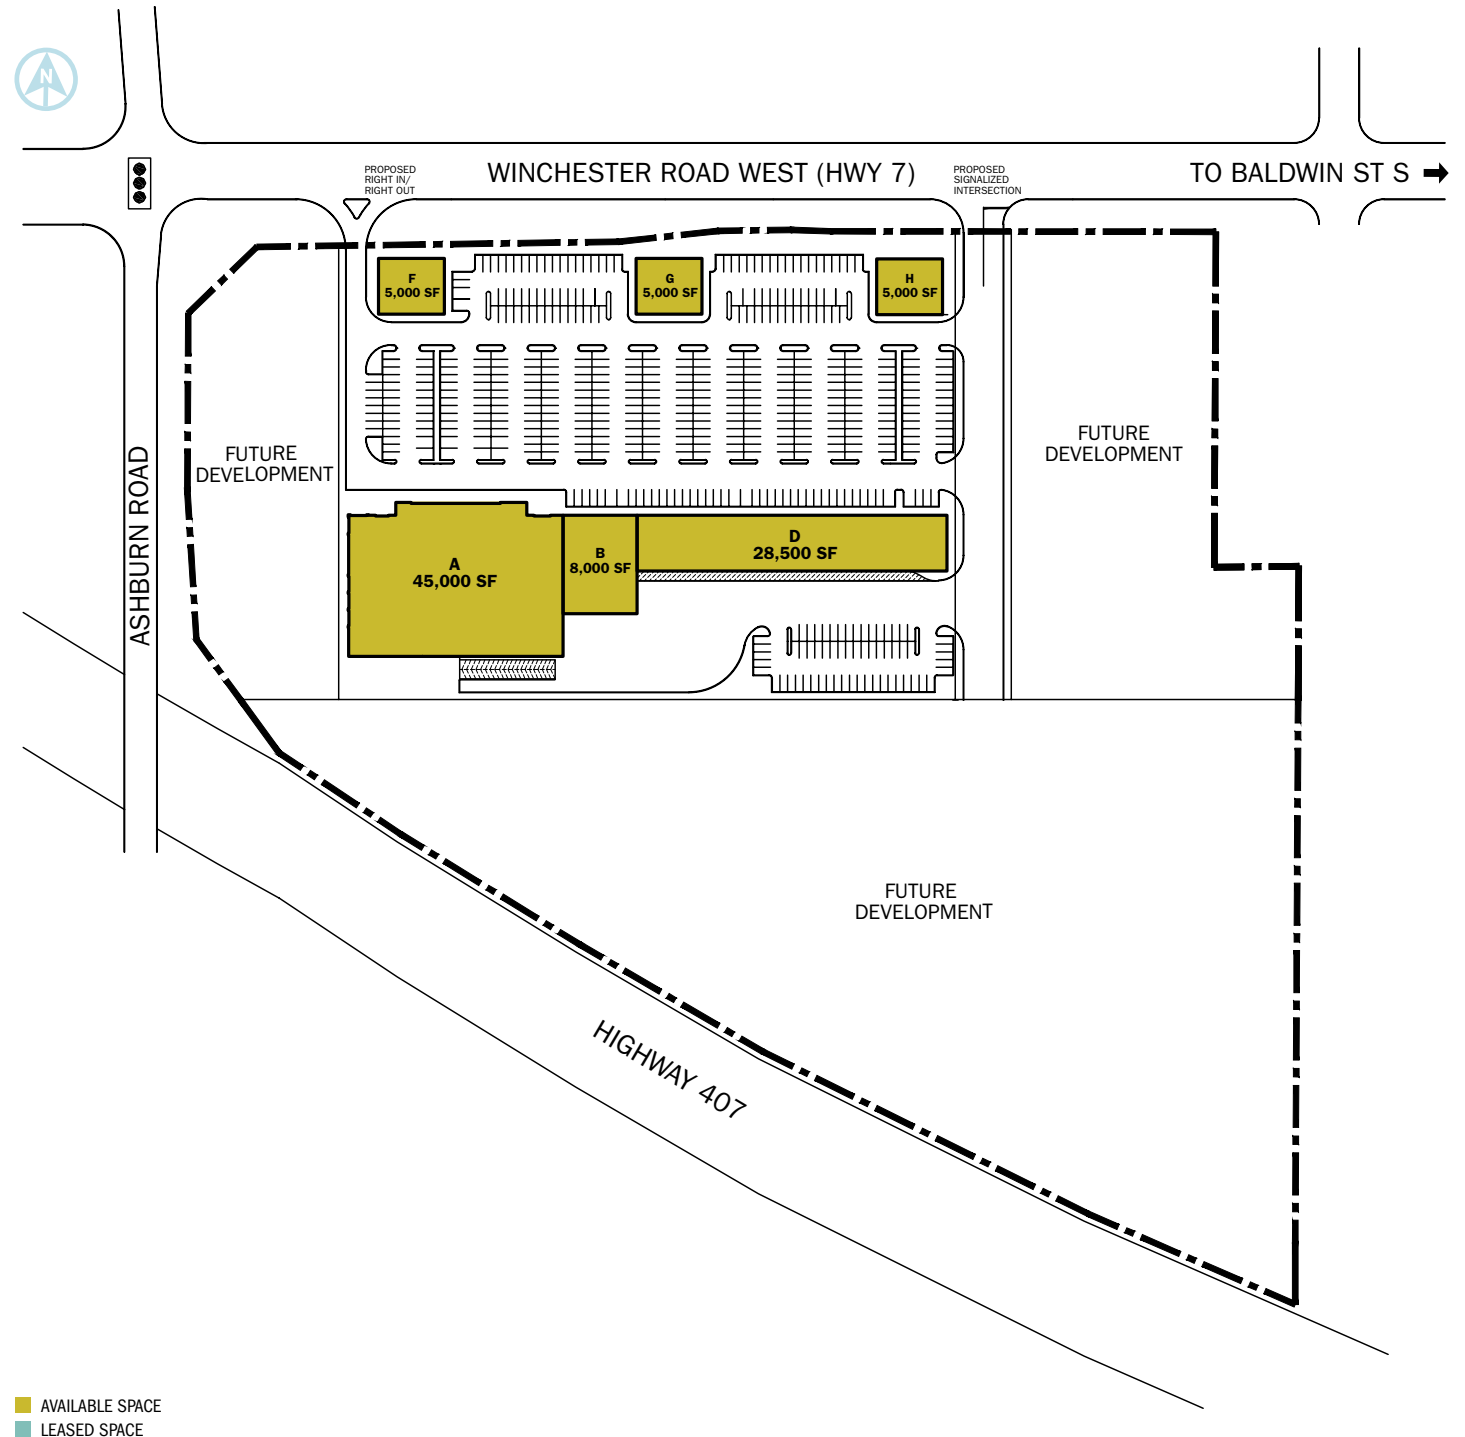 N
PROPOSED
RIGHT IN/
RIGHT OUT
WINCHESTER ROAD WEST (HWY 7)
PROPOSED
SIGNALIZED
INTERSECTION
TO BALDWIN ST S
F
5,000 SF
G
5,000 SF
H
5,000 SF
ASHBURN ROAD
FUTURE
DEVELOPMENT
FUTURE
DEVELOPMENT
A
45,000 SF
B
8,000 SF
D
28,500 SF
FUTURE
DEVELOPMENT
HIGHWAY 407
AVAILABLE SPACE
LEASED SPACE